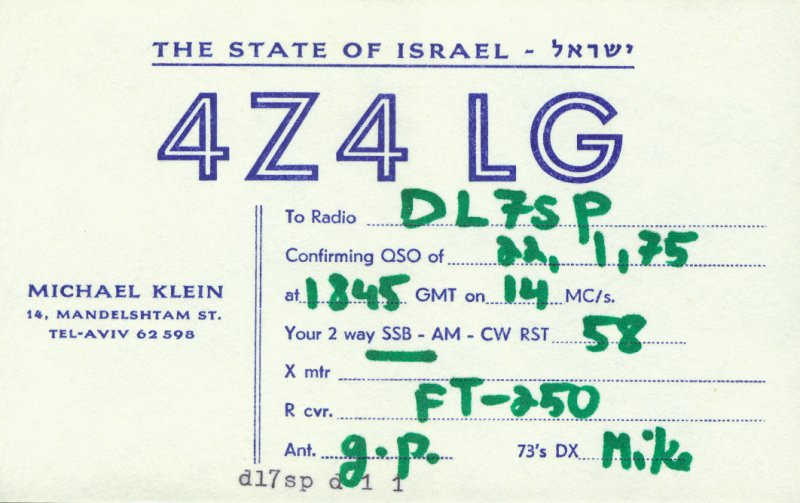 THE STATE OF ISRAEL - ישראל
4Z4 LG
To Radio DL7SP
Confirming QSO of 22, 1, 75
at 1345 GMT on 14 MC/s.
Your 2 way SSB - AM - CW RST 58
X mtr
R cvr. FT-250
Ant. g.p. 73's DX Mike
MICHAEL KLEIN
14, MANDELSHTAM ST.
TEL-AVIV 62 598
dl7sp d 1 1